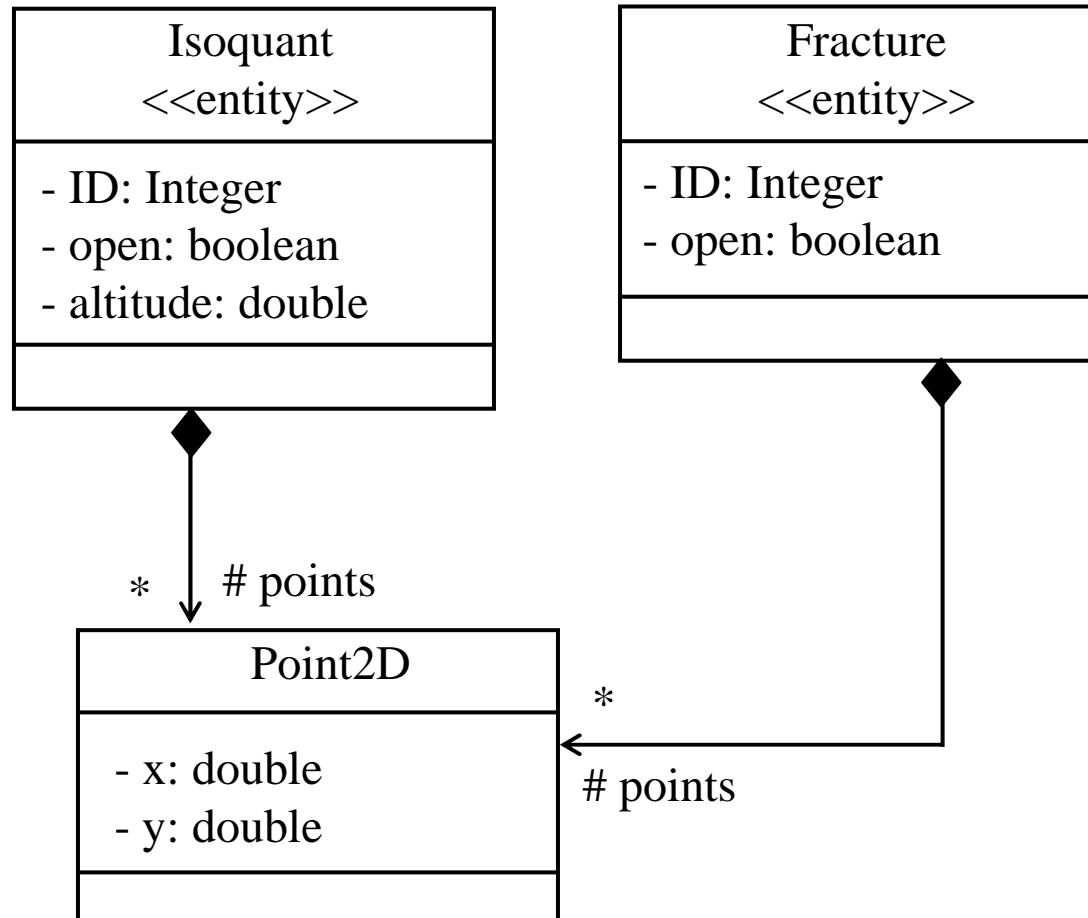 Isoquant
<<entity>>
- ID: Integer
- open: boolean
- altitude: double
Fracture
<<entity>>
- ID: Integer
- open: boolean
* # points
Point2D
- x: double
- y: double
*
# points